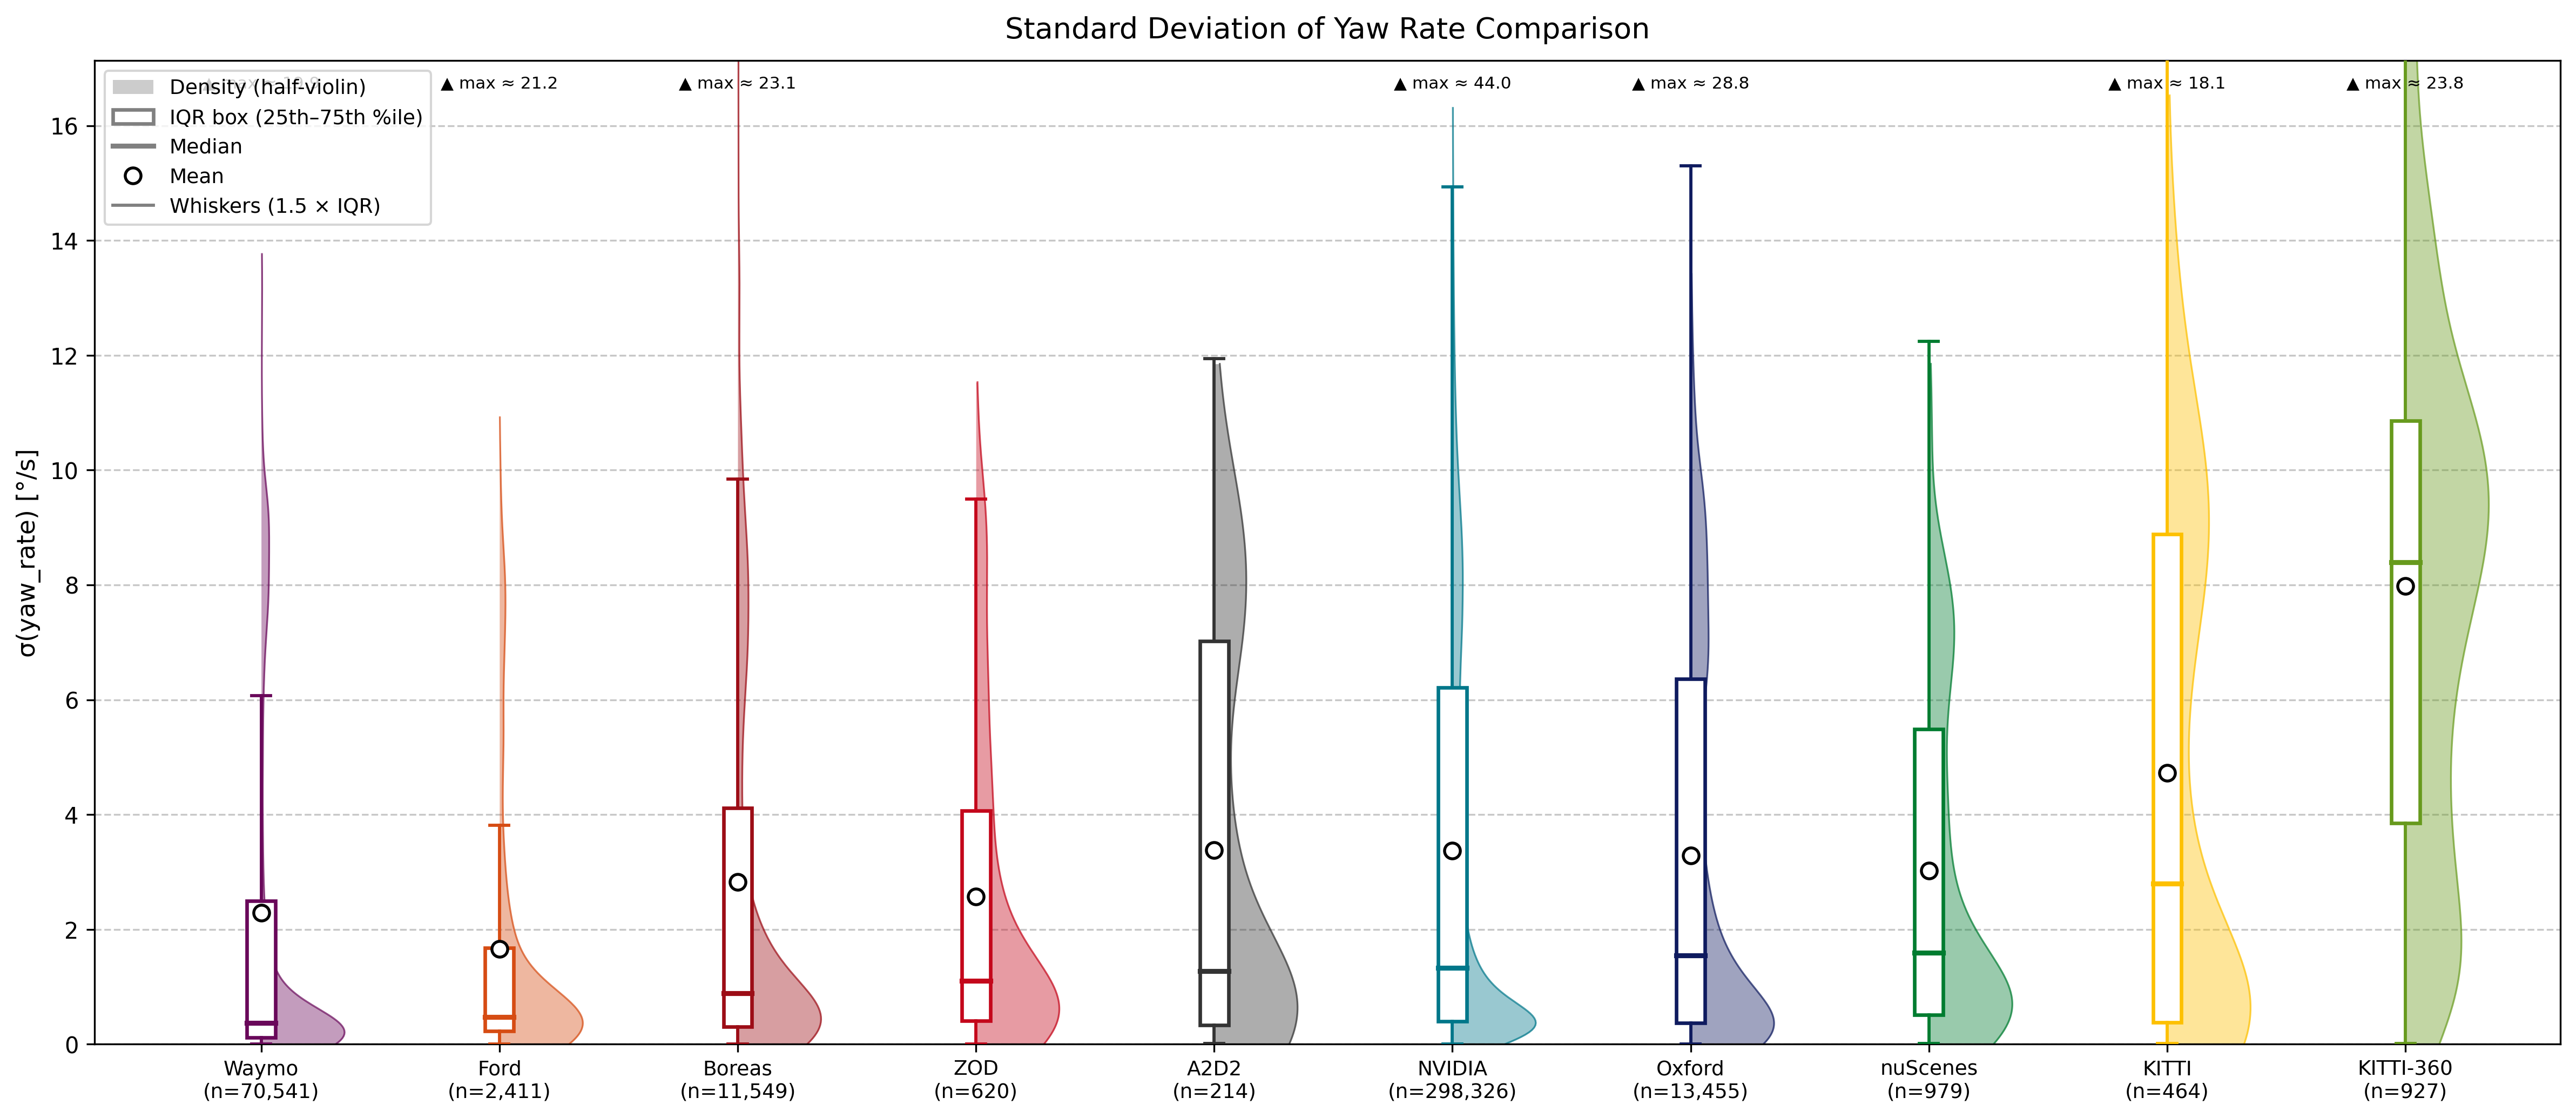 Standard Deviation of Yaw Rate Comparison
Density (half-violin)
IQR box (25th–75th %ile)
Median
Mean
Whiskers (1.5 × IQR)
▲ max ≈ 21.2
▲ max ≈ 23.1
▲ max ≈ 44.0
▲ max ≈ 28.8
▲ max ≈ 18.1
▲ max ≈ 23.8
σ(yaw_rate) [°/s]
16
14
12
10
8
6
4
2
0
Waymo
(n=70,541)
Ford
(n=2,411)
Boreas
(n=11,549)
ZOD
(n=620)
A2D2
(n=214)
NVIDIA
(n=298,326)
Oxford
(n=13,455)
nuScenes
(n=979)
KITTI
(n=464)
KITTI-360
(n=927)